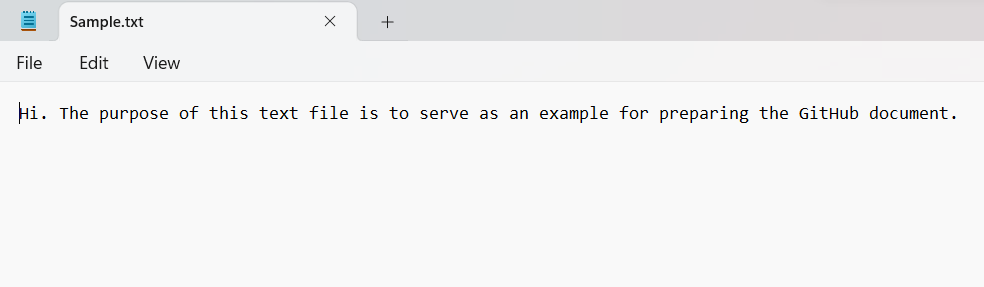 Sample.txt
File Edit View
Hi. The purpose of this text file is to serve as an example for preparing the GitHub document.